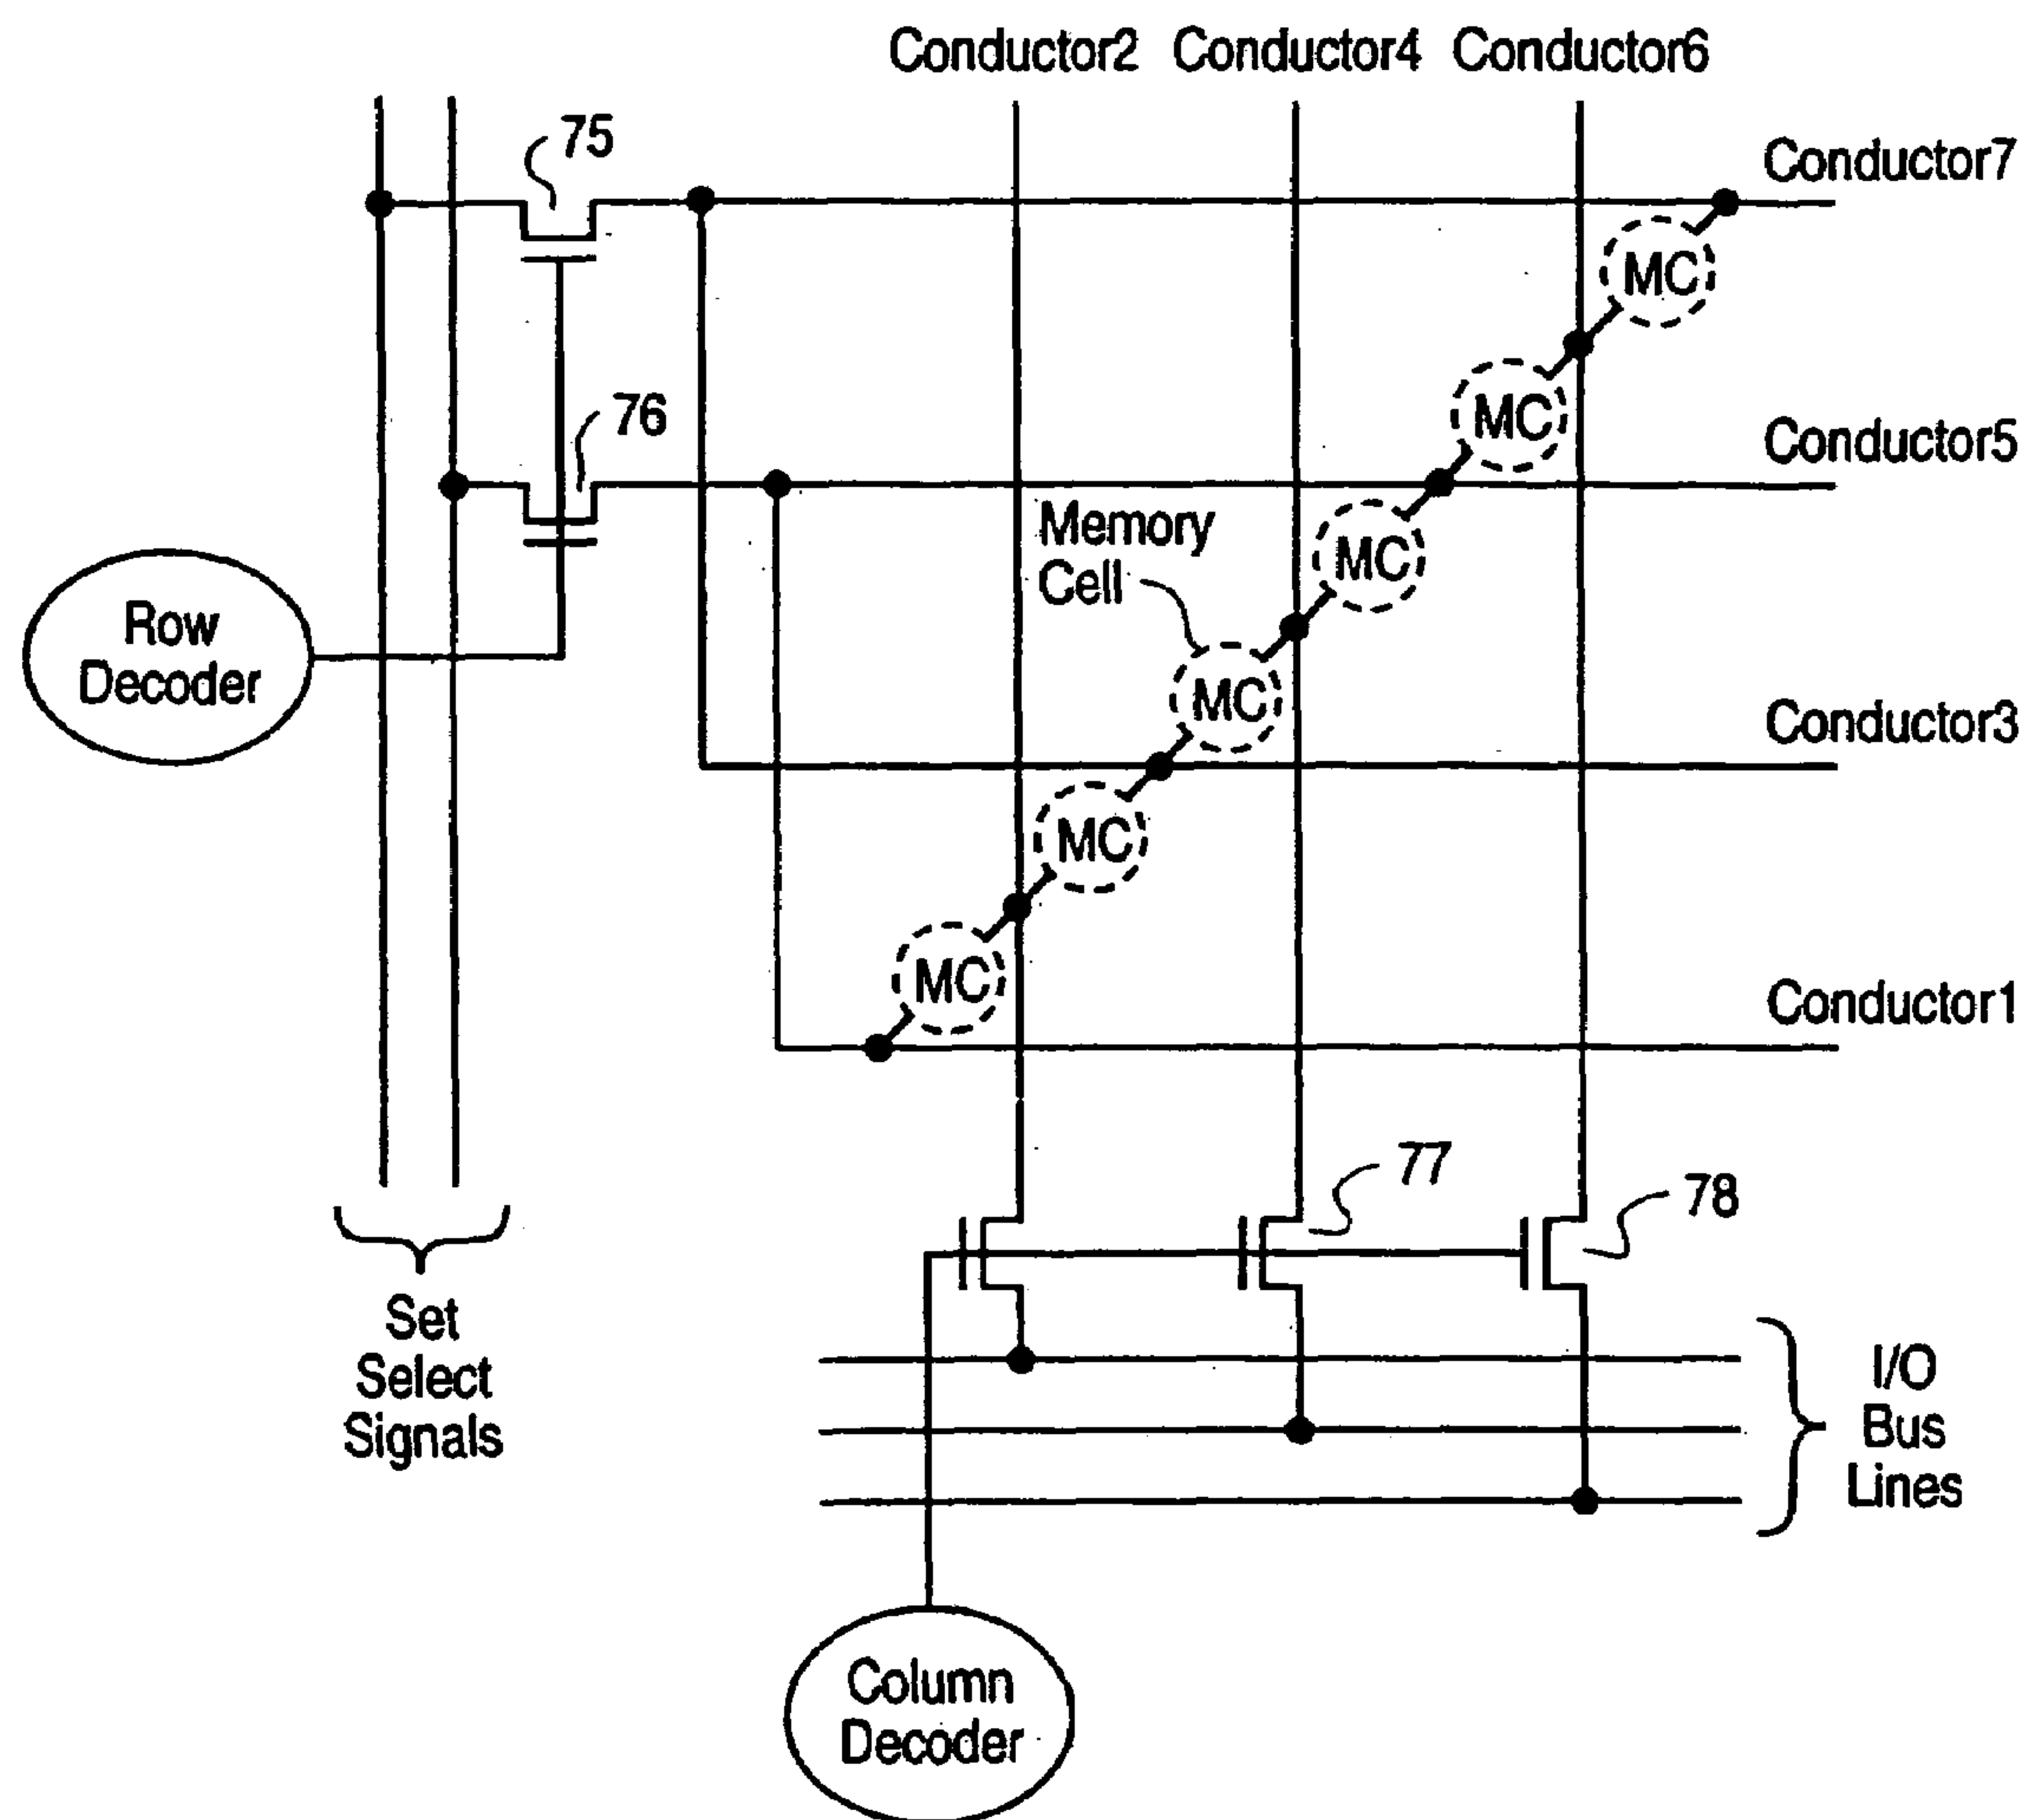 Conductor2 Conductor4 Conductor6
75
Conductor7
MC
76
MC
Conductor5
Memory
Cell
MC
Row
Decoder
MC
Conductor3
MC
MC
Conductor1
77
78
Set
Select
Signals
I/O
Bus
Lines
Column
Decoder